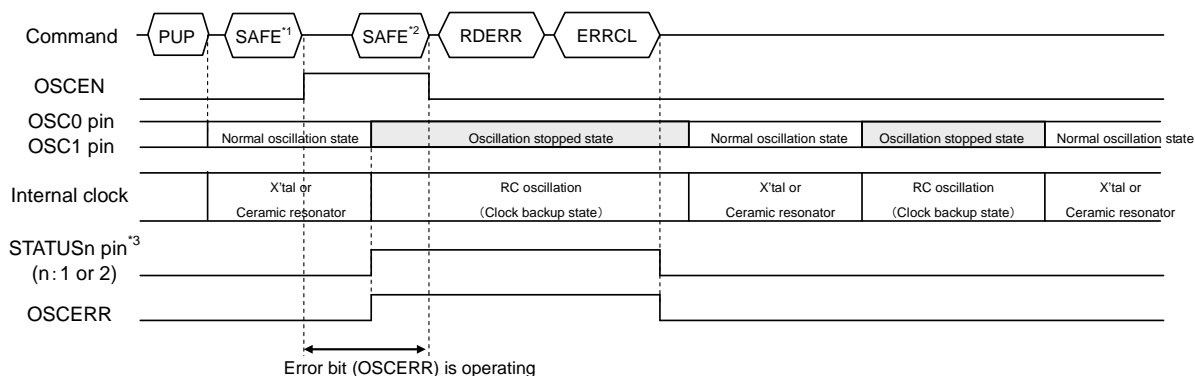 Command PUP SAFE*1 SAFE*2 RDERR ERRCL
OSCEN
OSC0 pin
OSC1 pin
Normal oscillation state Oscillation stopped state Normal oscillation state Oscillation stopped state Normal oscillation state
Internal clock
X'tal or RC oscillation X'tal or RC oscillation X'tal or
Ceramic resonator (Clock backup state) Ceramic resonator (Clock backup state) Ceramic resonator
STATUSn pin*3
(n:1 or 2)
OSCERR
Error bit (OSCERR) is operating